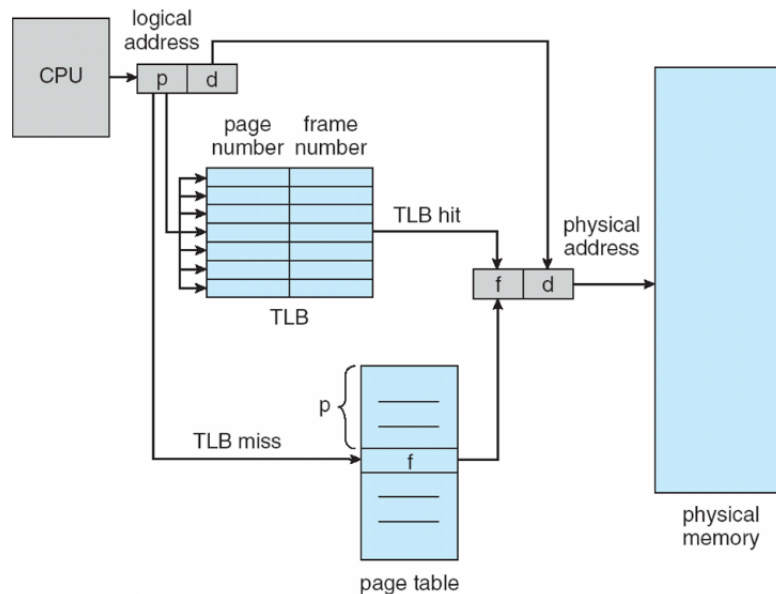 logical
address
CPU
p d
page frame
number number
TLB hit
physical
address
f d
TLB
p
TLB miss
f
physical
memory
page table